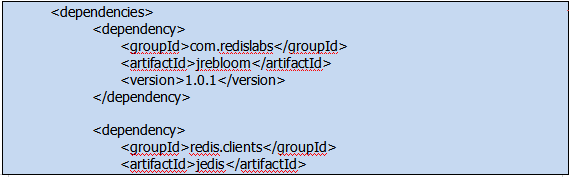 <dependencies>
<dependency>
<groupId>com.redislabs</groupId>
<artifactId>jrebloom</artifactId>
<version>1.0.1</version>
</dependency>
<dependency>
<groupId>redis.clients</groupId>
<artifactId>jedis</artifactId>